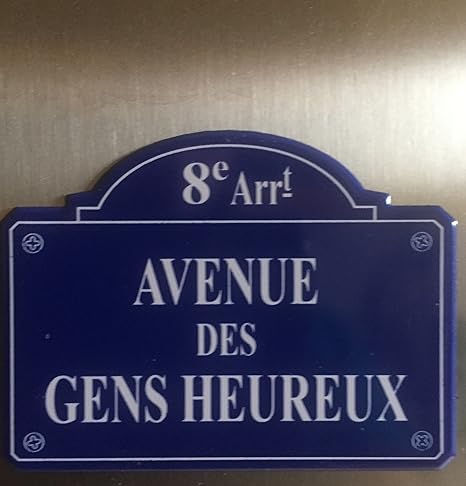 8e Arrt
AVENUE
DES
GENS HEUREUX